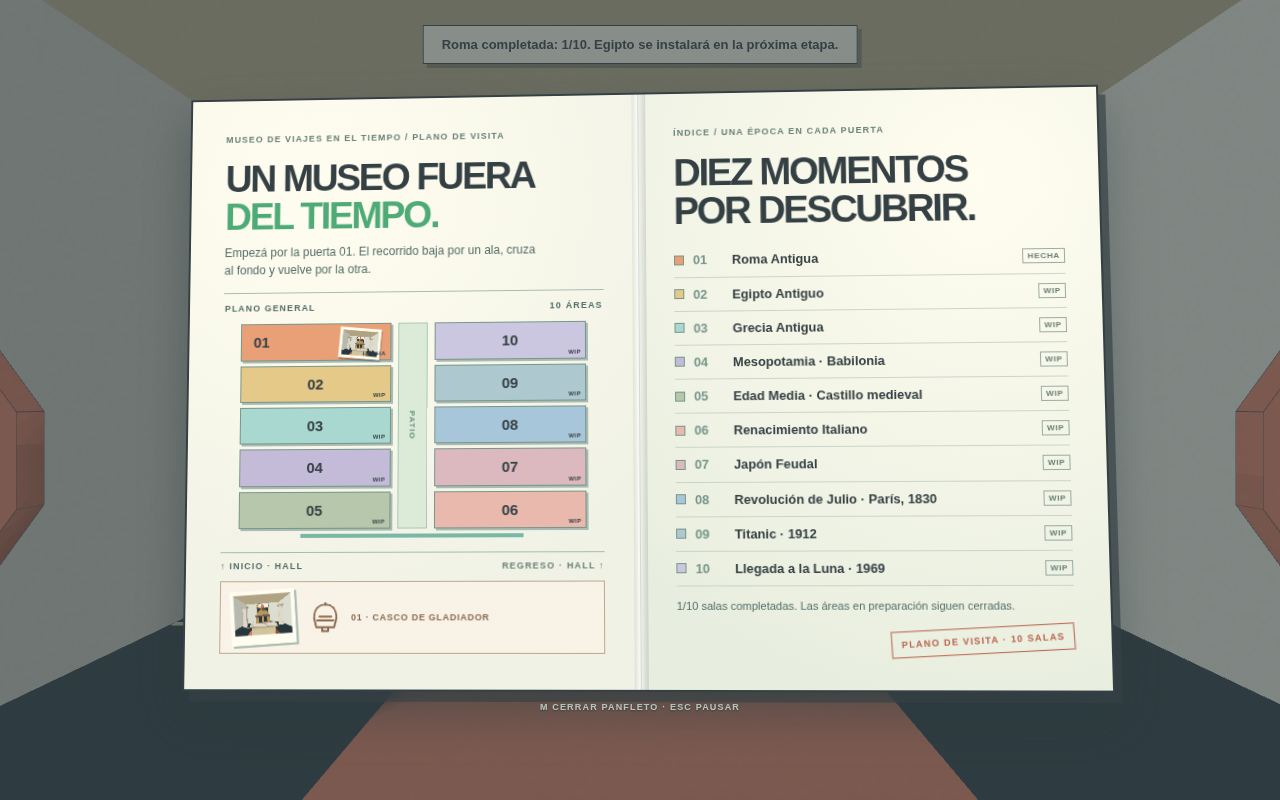 Roma completada: 1/10. Egipto se instalará en la próxima etapa.
MUSEO DE VIAJES EN EL TIEMPO / PLANO DE VISITA
UN MUSEO FUERA
DEL TIEMPO.
Empezá por la puerta 01. El recorrido baja por un ala, cruza
al fondo y vuelve por la otra.
PLANO GENERAL
10 ÁREAS
01
10
WIP
02
WIP
09
WIP
03
WIP
08
WIP
04
WIP
07
WIP
05
WIP
06
WIP
PATIO
↑ INICIO · HALL
REGRESO · HALL ↑
01 · CASCO DE GLADIADOR
ÍNDICE / UNA ÉPOCA EN CADA PUERTA
DIEZ MOMENTOS
POR DESCUBRIR.
01 Roma Antigua HECHA
02 Egipto Antiguo WIP
03 Grecia Antigua WIP
04 Mesopotamia · Babilonia WIP
05 Edad Media · Castillo medieval WIP
06 Renacimiento Italiano WIP
07 Japón Feudal WIP
08 Revolución de Julio · París, 1830 WIP
09 Titanic · 1912 WIP
10 Llegada a la Luna · 1969 WIP
1/10 salas completadas. Las áreas en preparación siguen cerradas.
PLANO DE VISITA · 10 SALAS
M CERRAR PANFLETO · ESC PAUSAR